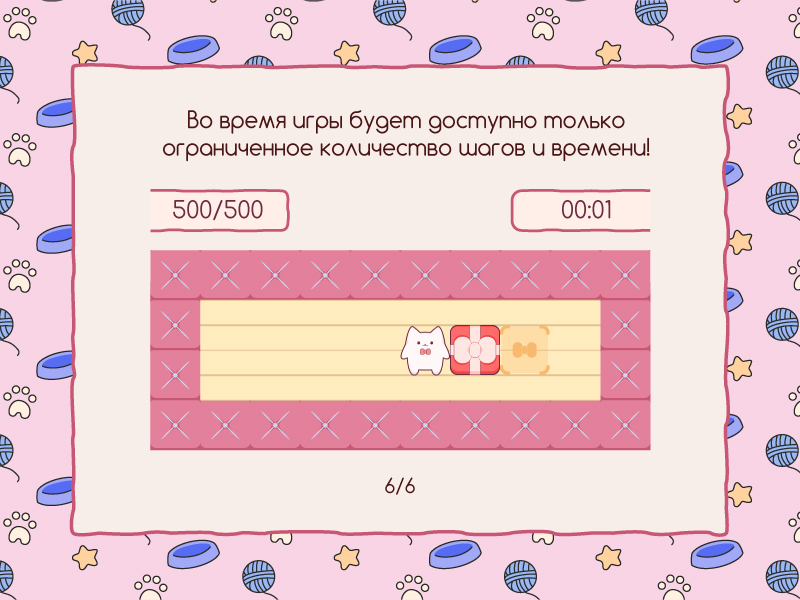 Во время игры будет доступно только
ограниченное количество шагов и времени!
500/500
00:01
6/6